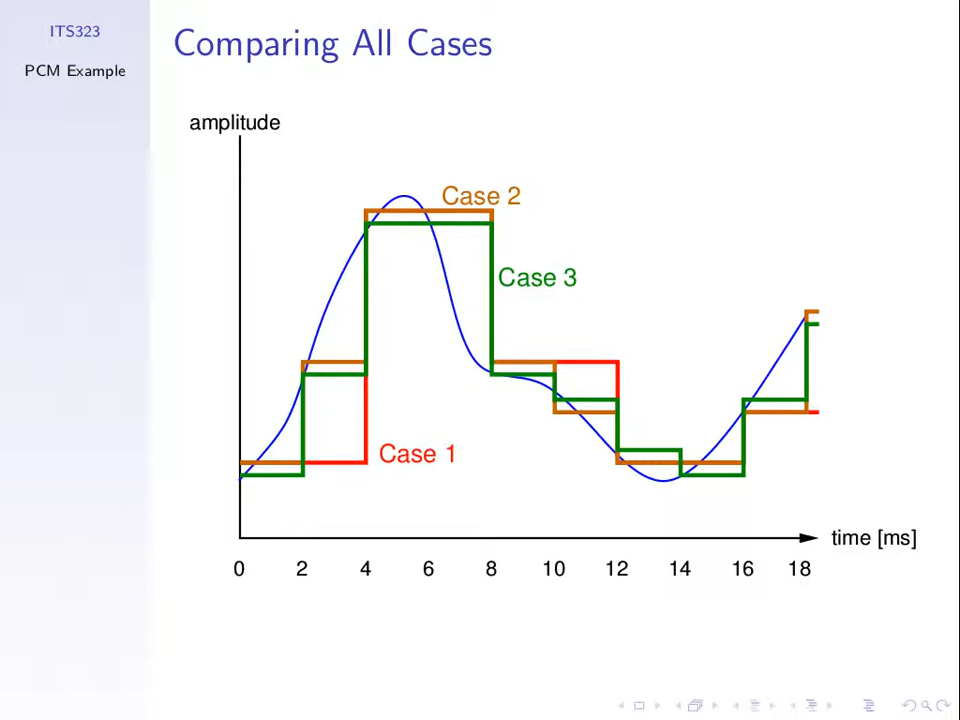 ITS323
PCM Example
Comparing All Cases
amplitude
Case 2
Case 3
Case 1
time [ms]
0 2 4 6 8 10 12 14 16 18